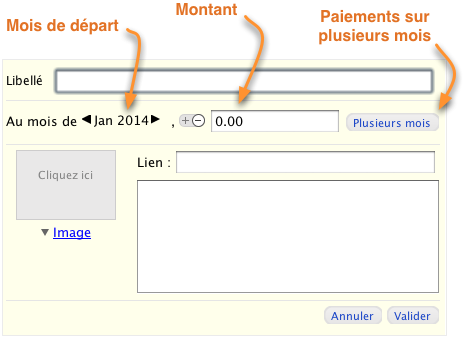 Mois de départ
Montant
Paiements sur
plusieurs mois
Libellé
Au mois de Jan 2014 , 0.00 Plusieurs mois
Cliquez ici
Lien :
Image
Annuler Valider